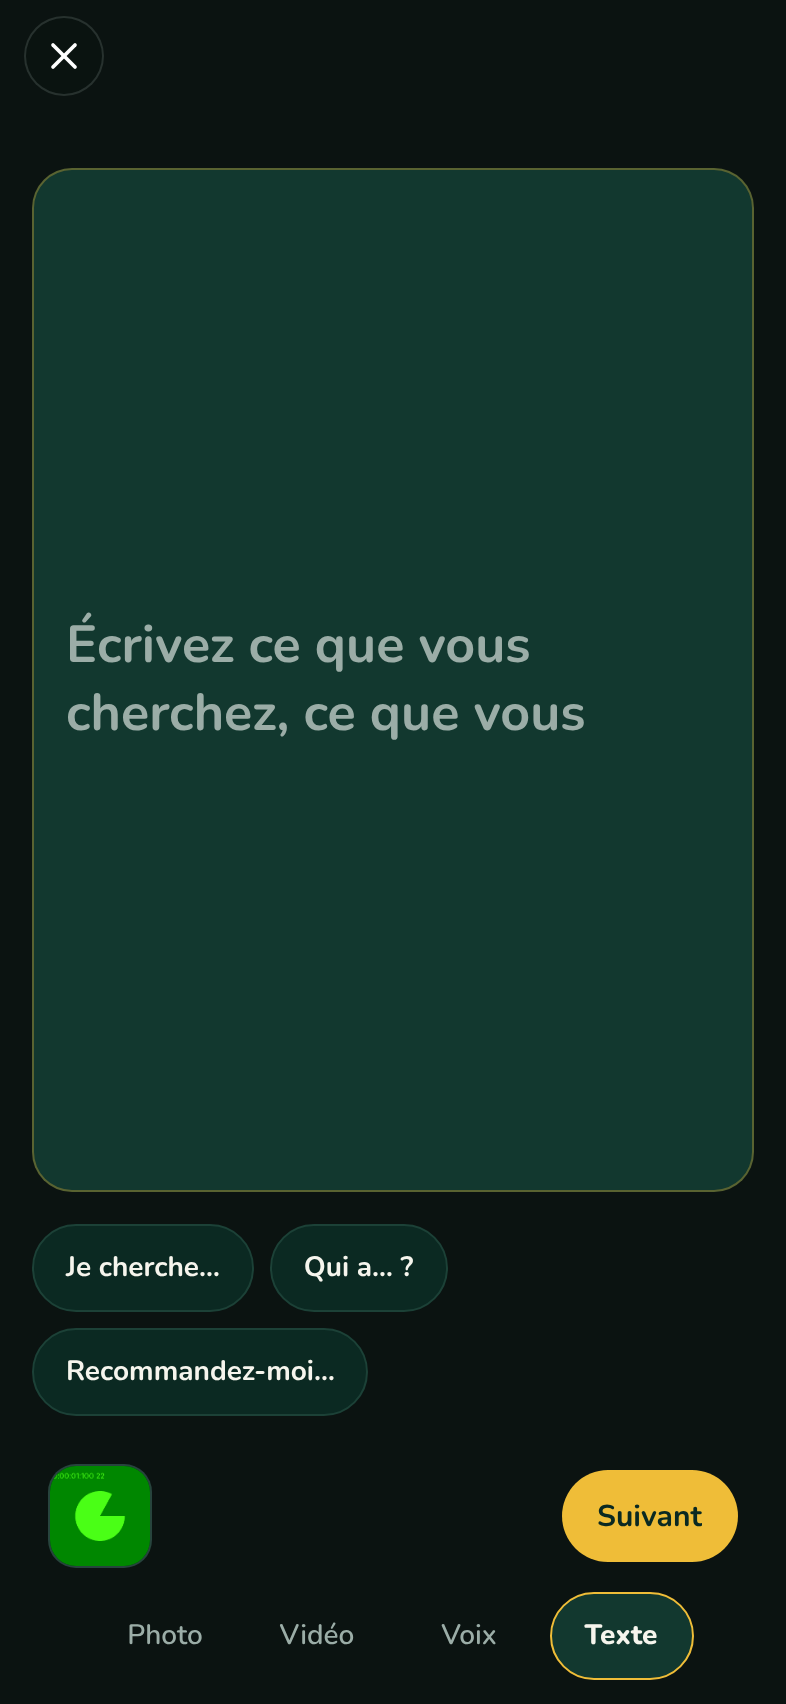 Écrivez ce que vous
cherchez, ce que vous
Je cherche... Qui a... ?
Recommandez-moi...
Suivant
Photo Vidéo Voix Texte